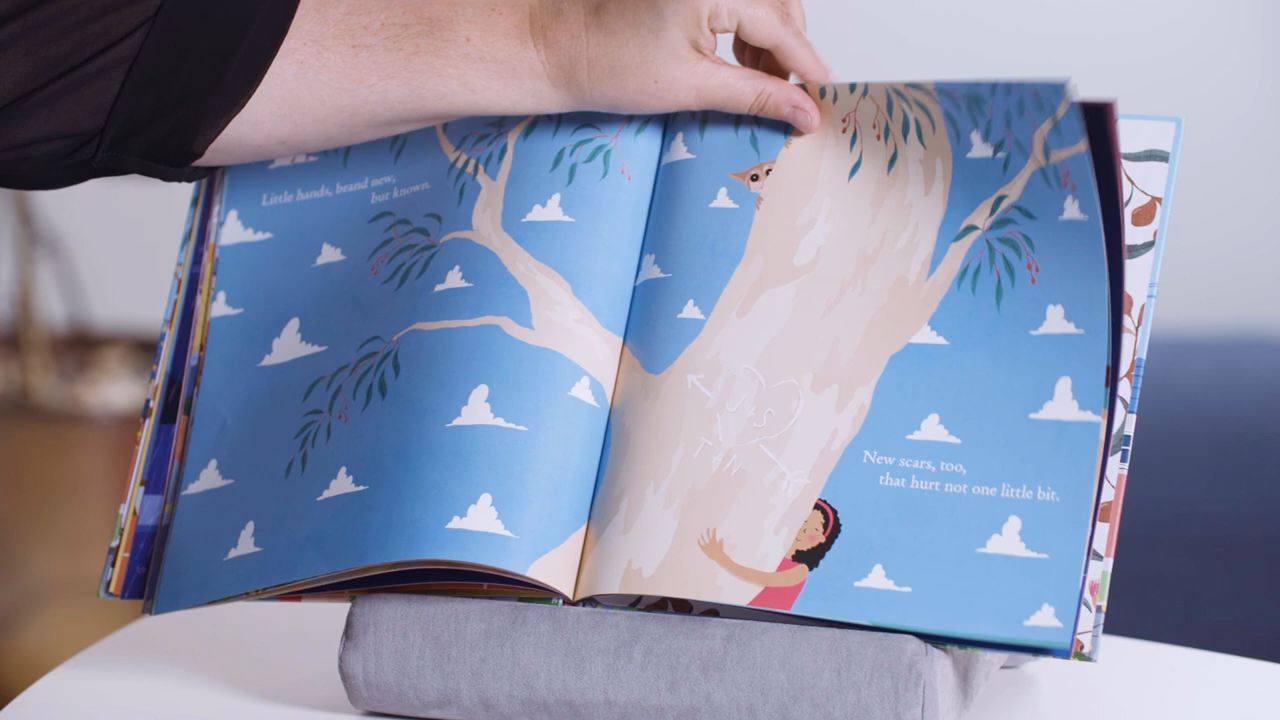 Little hands, brand new,
but known.
New scars, too,
that hurt not one little bit.